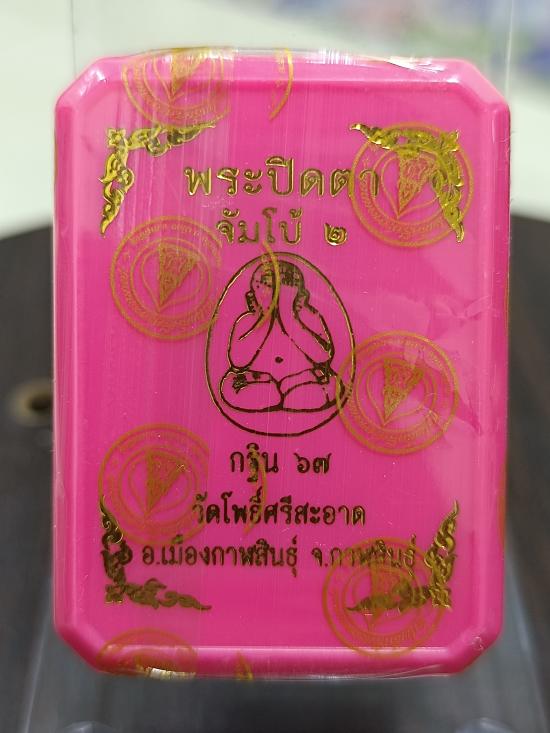 พระปิดตา
จัมโบ้ ๒
กฐิน ๖๗
วัดโพธิ์ศรีสะอาด
อ.เมืองกาฬสินธุ์ จ.กาฬสินธุ์